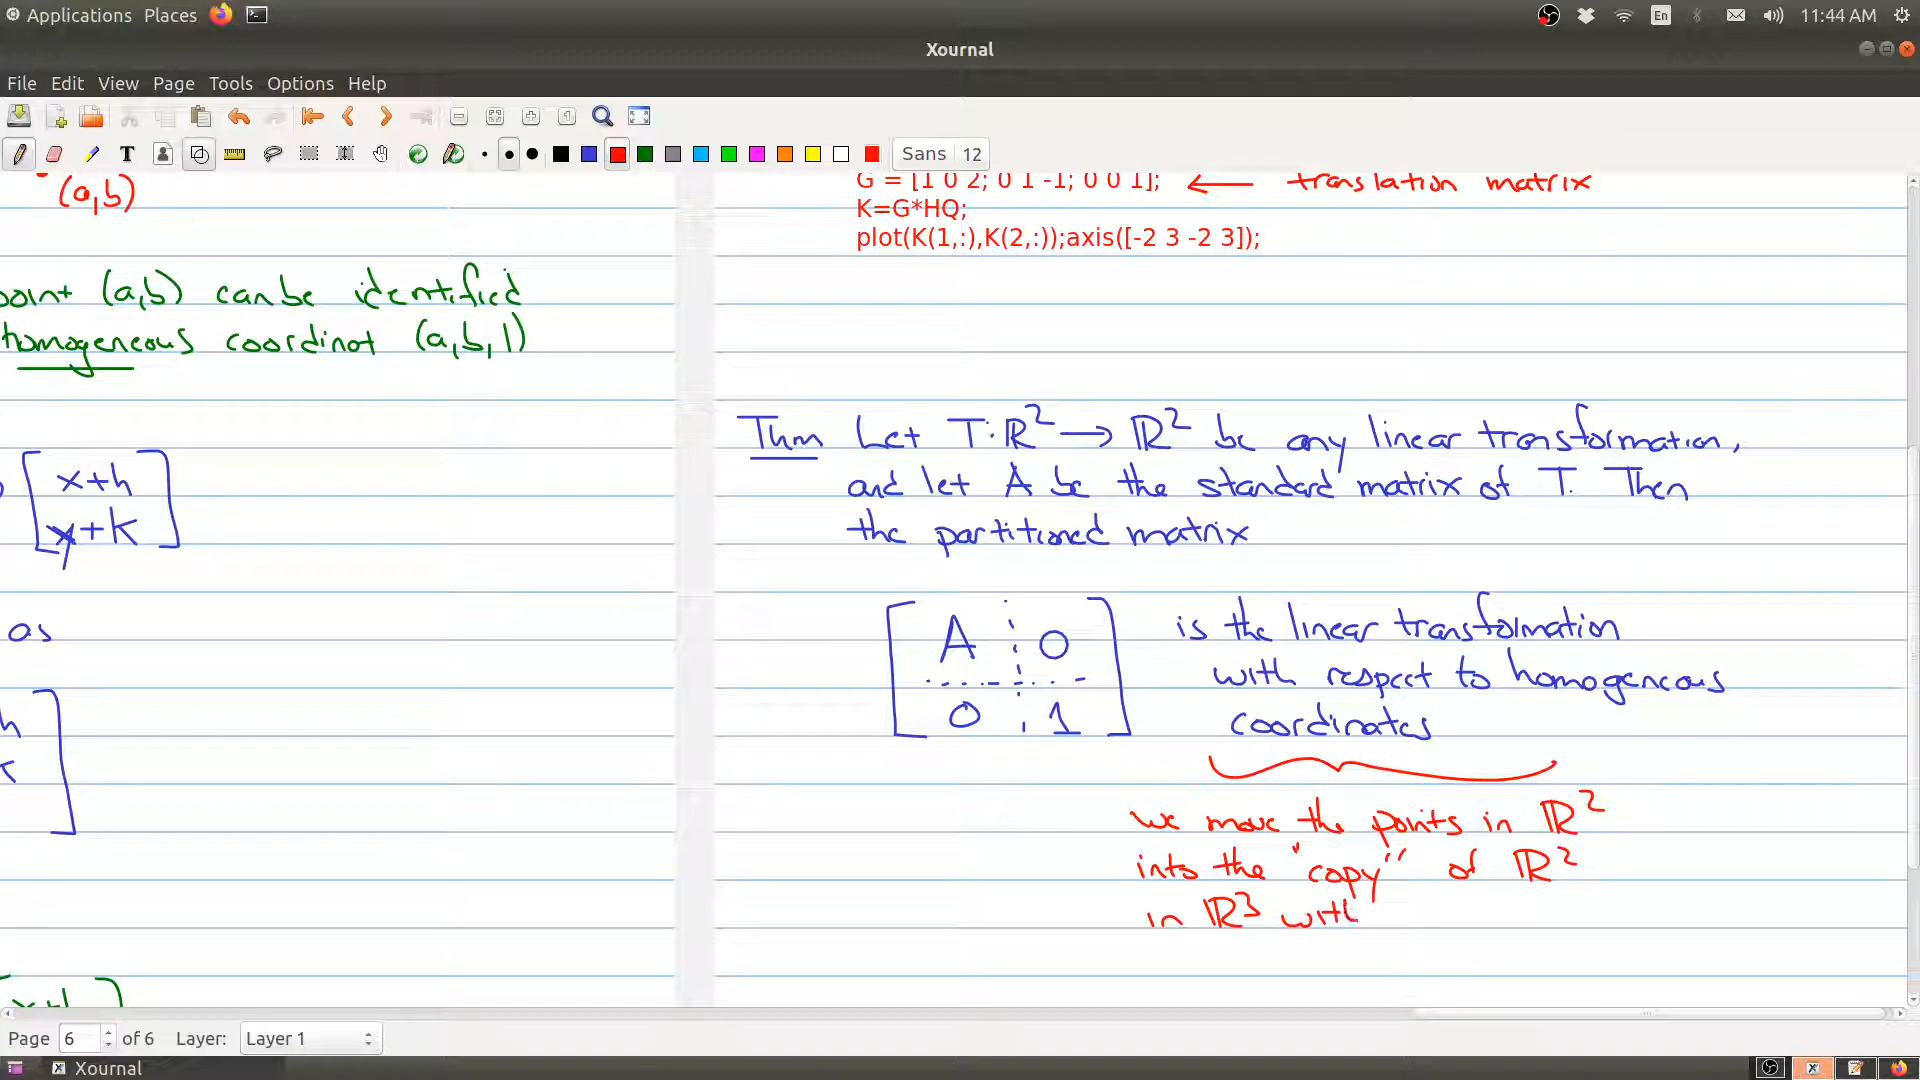 Applications Places En 11:44 AM
Xournal
File Edit View Page Tools Options Help
Sans 12
(a,b)
point (a,b) can be identified
homogeneous coordinat (a,b,1)
[x+h
y+k]
as
h
k
x+h
G = [1 0 2; 0 1 -1; 0 0 1]; ← translation matrix
K=G*HQ;
plot(K(1,:),K(2,:));axis([-2 3 -2 3]);
Thm Let T: ℝ² → ℝ² be any linear transformation,
and let A be the standard matrix of T. Then
the partitioned matrix
[A 0
0 1]
is the linear transformation
with respect to homogeneous
coordinates
we move the points in ℝ²
into the "copy" of ℝ²
in ℝ³ with
Page 6 of 6 Layer: Layer 1
Xournal